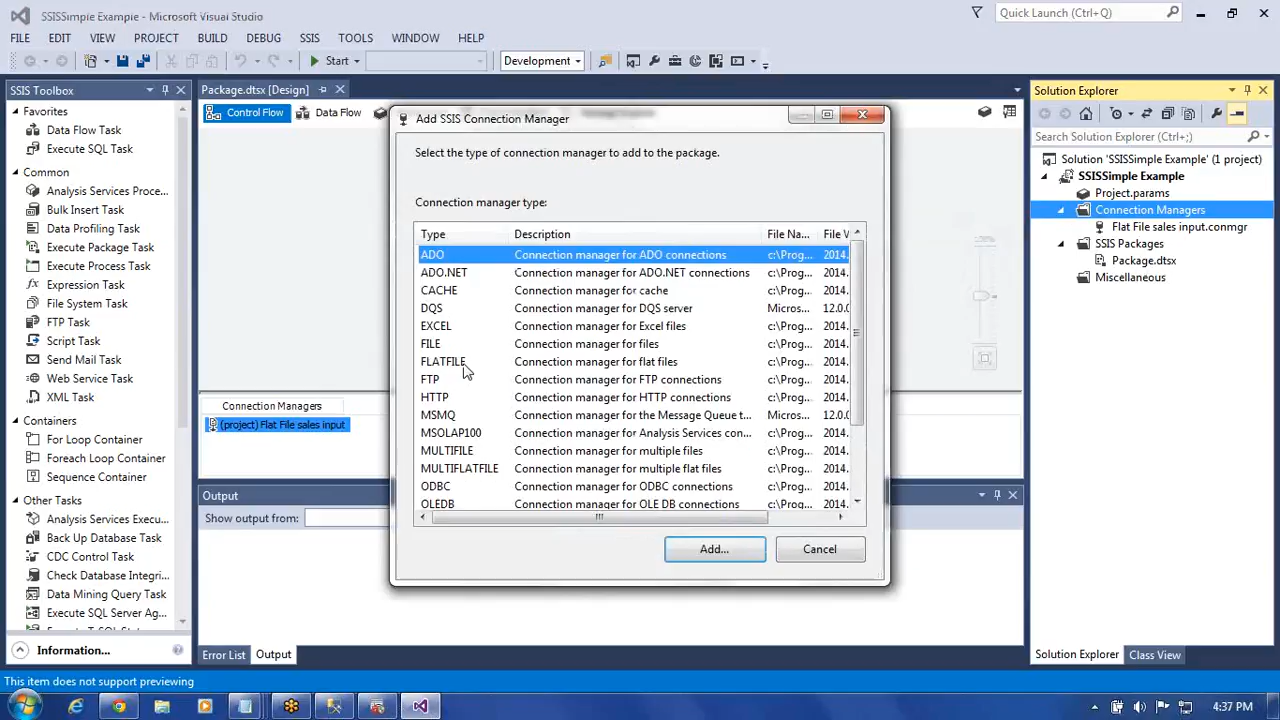 SSISSimple Example - Microsoft Visual Studio
Quick Launch (Ctrl+Q)
FILE EDIT VIEW PROJECT BUILD DEBUG SSIS TOOLS WINDOW HELP
Start
Development
SSIS Toolbox
Favorites
Data Flow Task
Execute SQL Task
Common
Analysis Services Proce...
Bulk Insert Task
Data Profiling Task
Execute Package Task
Execute Process Task
Expression Task
File System Task
FTP Task
Script Task
Send Mail Task
Web Service Task
XML Task
Containers
For Loop Container
Foreach Loop Container
Sequence Container
Other Tasks
Analysis Services Execu...
Back Up Database Task
CDC Control Task
Check Database Integri...
Data Mining Query Task
Execute SQL Server Ag...
Information...
Package.dtsx [Design]
Control Flow
Data Flow
Connection Managers
(project) Flat File sales input
Output
Show output from:
Error List
Output
Add SSIS Connection Manager
Select the type of connection manager to add to the package.
Connection manager type:
Type Description File Na... File V
ADO Connection manager for ADO connections c:\Prog... 2014.
ADO.NET Connection manager for ADO.NET connections c:\Prog... 2014.
CACHE Connection manager for cache c:\Prog... 2014.
DQS Connection manager for DQS server Micros... 12.0.0
EXCEL Connection manager for Excel files c:\Prog... 2014.
FILE Connection manager for files c:\Prog... 2014.
FLATFILE Connection manager for flat files c:\Prog... 2014.
FTP Connection manager for FTP connections c:\Prog... 2014.
HTTP Connection manager for HTTP connections c:\Prog... 2014.
MSMQ Connection manager for the Message Queue t... Micros... 12.0.0
MSOLAP100 Connection manager for Analysis Services con... c:\Prog... 2014.
MULTIFILE Connection manager for multiple files c:\Prog... 2014.
MULTIFLATFILE Connection manager for multiple flat files c:\Prog... 2014.
ODBC Connection manager for ODBC connections c:\Prog... 2014.
OLEDB Connection manager for OLE DB connections c:\Prog... 2014.
Add...
Cancel
Solution Explorer
Search Solution Explorer (Ctrl+;)
Solution 'SSISSimple Example' (1 project)
SSISSimple Example
Project.params
Connection Managers
Flat File sales input.conmgr
SSIS Packages
Package.dtsx
Miscellaneous
Solution Explorer
Class View
This item does not support previewing
4:37 PM